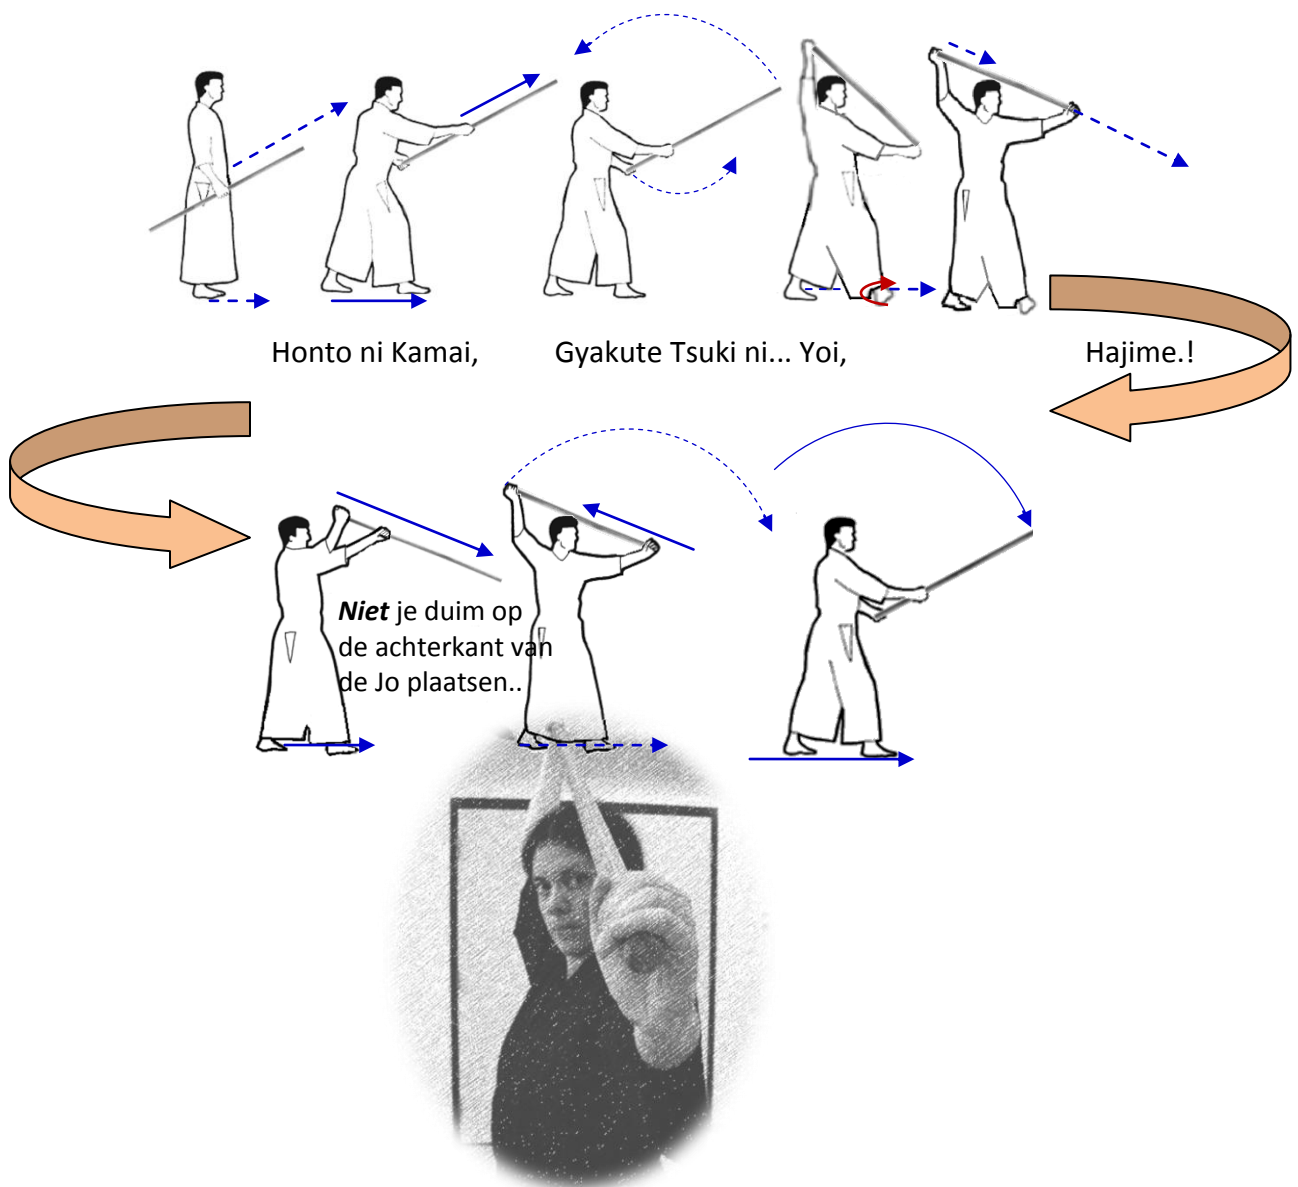 Honto ni Kamai, Gyakute Tsuki ni... Yoi, Hajime.!
Niet je duim op
de achterkant van
de Jo plaatsen..